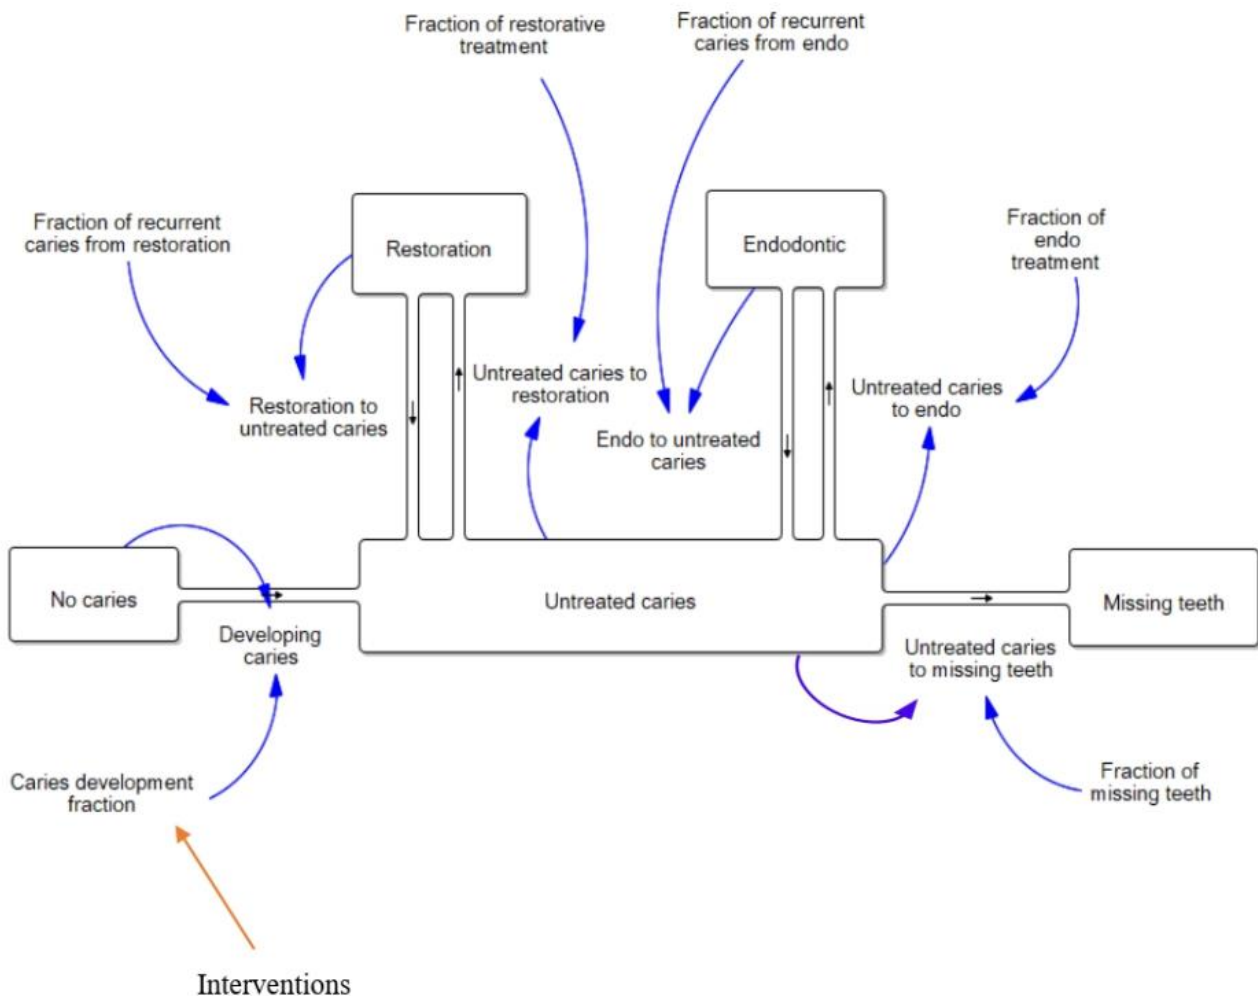 Fraction of restorative
treatment
Fraction of recurrent
caries from endo
Fraction of recurrent
caries from restoration
Restoration
Endodontic
Fraction of
endo
treatment
Restoration to
untreated caries
Untreated caries to
restoration
Endo to untreated
caries
Untreated caries
to endo
No caries
Developing
caries
Untreated caries
Missing teeth
Untreated caries
to missing teeth
Caries development
fraction
Fraction of
missing teeth
Interventions